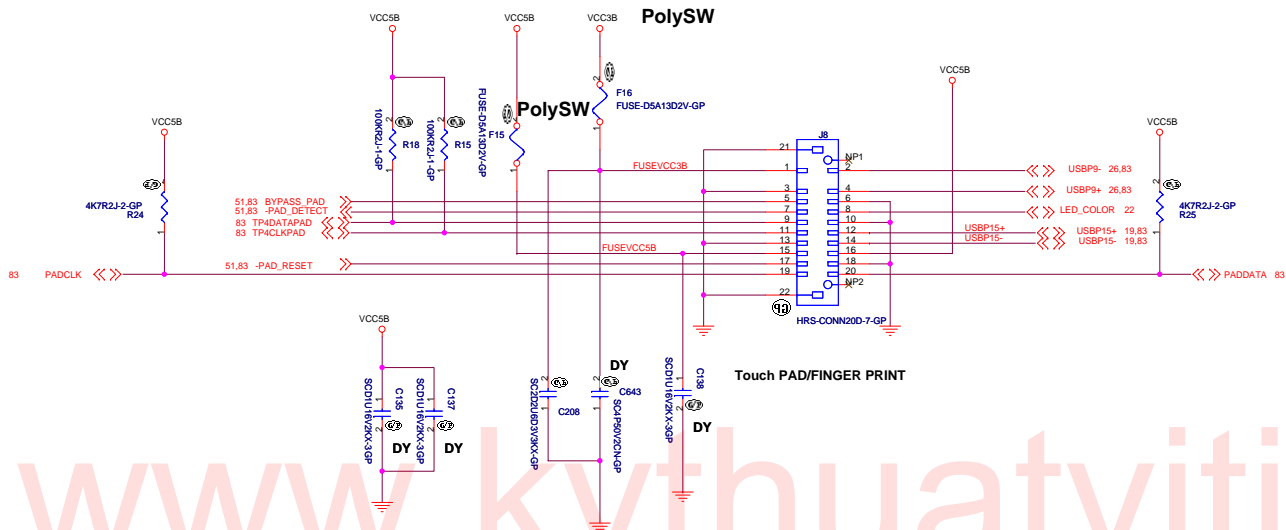 PolySW
VCC5B
VCC5B
VCC3B
VCC5B
VCC5B
VCC5B
F16
FUSE-D5A13D2V-GP
PolySW
FUSE-D5A13D2V-GP
F15
100KR2J-1-GP
R18
100KR2J-1-GP
R15
4K7R2J-2-GP
R24
4K7R2J-2-GP
R25
J8
21
NP1
1
2
3
4
5
6
7
8
9
10
11
12
13
14
15
16
17
18
19
20
NP2
22
HRS-CONN20D-7-GP
FUSEVCC3B
FUSEVCC5B
51,83 BYPASS_PAD
51,83 -PAD_DETECT
83 TP4DATAPAD
83 TP4CLKPAD
51,83 -PAD_RESET
83 PADCLK
USBP9- 26,83
USBP9+ 26,83
LED_COLOR 22
USBP15+
USBP15+ 19,83
USBP15-
USBP15- 19,83
PADDATA 83
Touch PAD/FINGER PRINT
VCC5B
C135
SCD1U16V2KX-3GP
DY
C137
SCD1U16V2KX-3GP
DY
SC2D2U6D3V3KX-GP
C208
DY
C643
SC4P50V2CN-GP
C138
SCD1U16V2KX-3GP
DY
www.kythuatviti